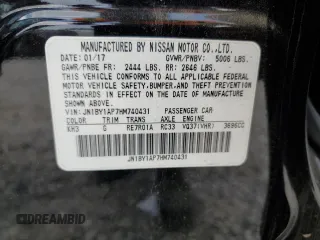 MANUFACTURED BY NISSAN MOTOR CO.,LTD.
DATE: 01/17 GVWR/PNBV: 5006 LBS.
GAWR/PNBE FR: 2444 LBS. RR: 2646 LBS.
THIS VEHICLE CONFORMS TO ALL APPLICABLE FEDERAL
MOTOR VEHICLE SAFETY,BUMPER,AND THEFT PREVENTION
STANDARDS IN EFFECT ON THE DATE OF
MANUFACTURE SHOWN ABOVE.
VIN:JN1BY1AP7HM740431 PASSENGER CAR
COLOR TRIM TRANS AXLE ENGINE
KH3 G RE7R01A RC33 VQ37(VHR)
JN1BY1AP7HM740431
DREAMBID